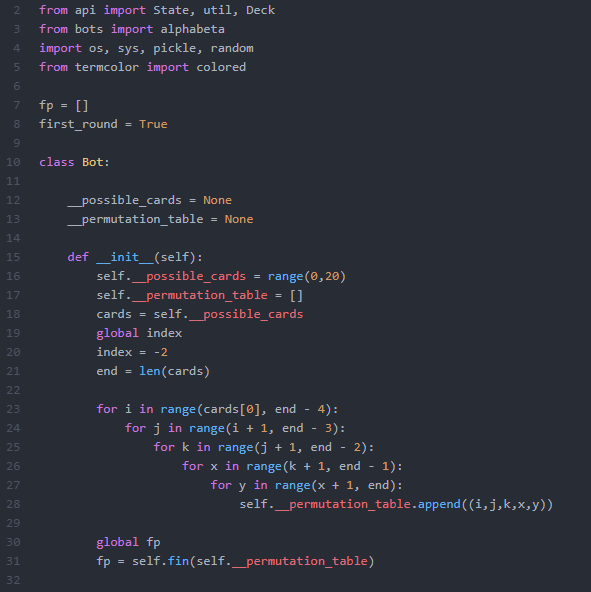 2 from api import State, util, Deck
3 from bots import alphabeta
4 import os, sys, pickle, random
5 from termcolor import colored
6
7 fp = []
8 first_round = True
9
10 class Bot:
11
12     __possible_cards = None
13     __permutation_table = None
14
15     def __init__(self):
16         self.__possible_cards = range(0,20)
17         self.__permutation_table = []
18         cards = self.__possible_cards
19         global index
20         index = -2
21         end = len(cards)
22
23         for i in range(cards[0], end - 4):
24             for j in range(i + 1, end - 3):
25                 for k in range(j + 1, end - 2):
26                     for x in range(k + 1, end - 1):
27                         for y in range(x + 1, end):
28                             self.__permutation_table.append((i,j,k,x,y))
29
30         global fp
31         fp = self.fin(self.__permutation_table)
32